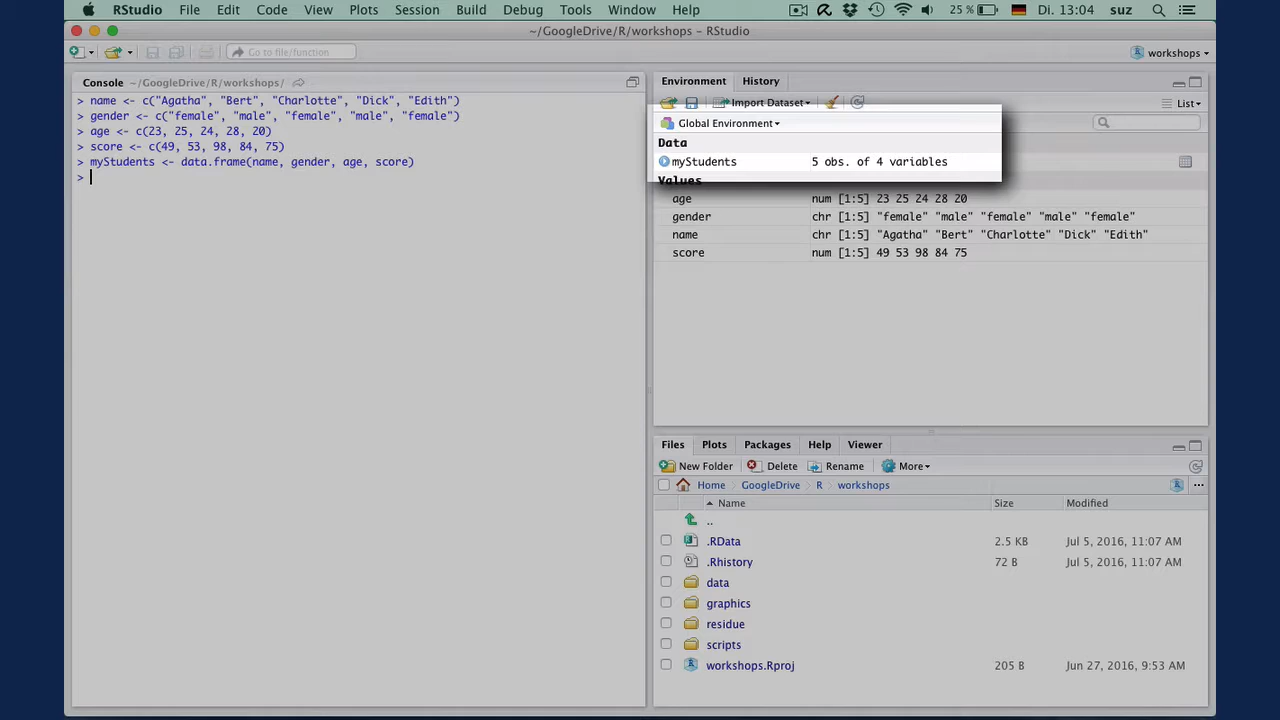 RStudio File Edit Code View Plots Session Build Debug Tools Window Help 25 % Di. 13:04 suz
~/GoogleDrive/R/workshops – RStudio
Go to file/function workshops
Console ~/GoogleDrive/R/workshops/
> name <- c("Agatha", "Bert", "Charlotte", "Dick", "Edith")
> gender <- c("female", "male", "female", "male", "female")
> age <- c(23, 25, 24, 28, 20)
> score <- c(49, 53, 98, 84, 75)
> myStudents <- data.frame(name, gender, age, score)
>
Environment History
Import Dataset List
Global Environment
Data
myStudents 5 obs. of 4 variables
Values
age num [1:5] 23 25 24 28 20
gender chr [1:5] "female" "male" "female" "male" "female"
name chr [1:5] "Agatha" "Bert" "Charlotte" "Dick" "Edith"
score num [1:5] 49 53 98 84 75
Files Plots Packages Help Viewer
New Folder Delete Rename More
Home GoogleDrive R workshops
Name Size Modified
..
.RData 2.5 KB Jul 5, 2016, 11:07 AM
.Rhistory 72 B Jul 5, 2016, 11:07 AM
data
graphics
residue
scripts
workshops.Rproj 205 B Jun 27, 2016, 9:53 AM